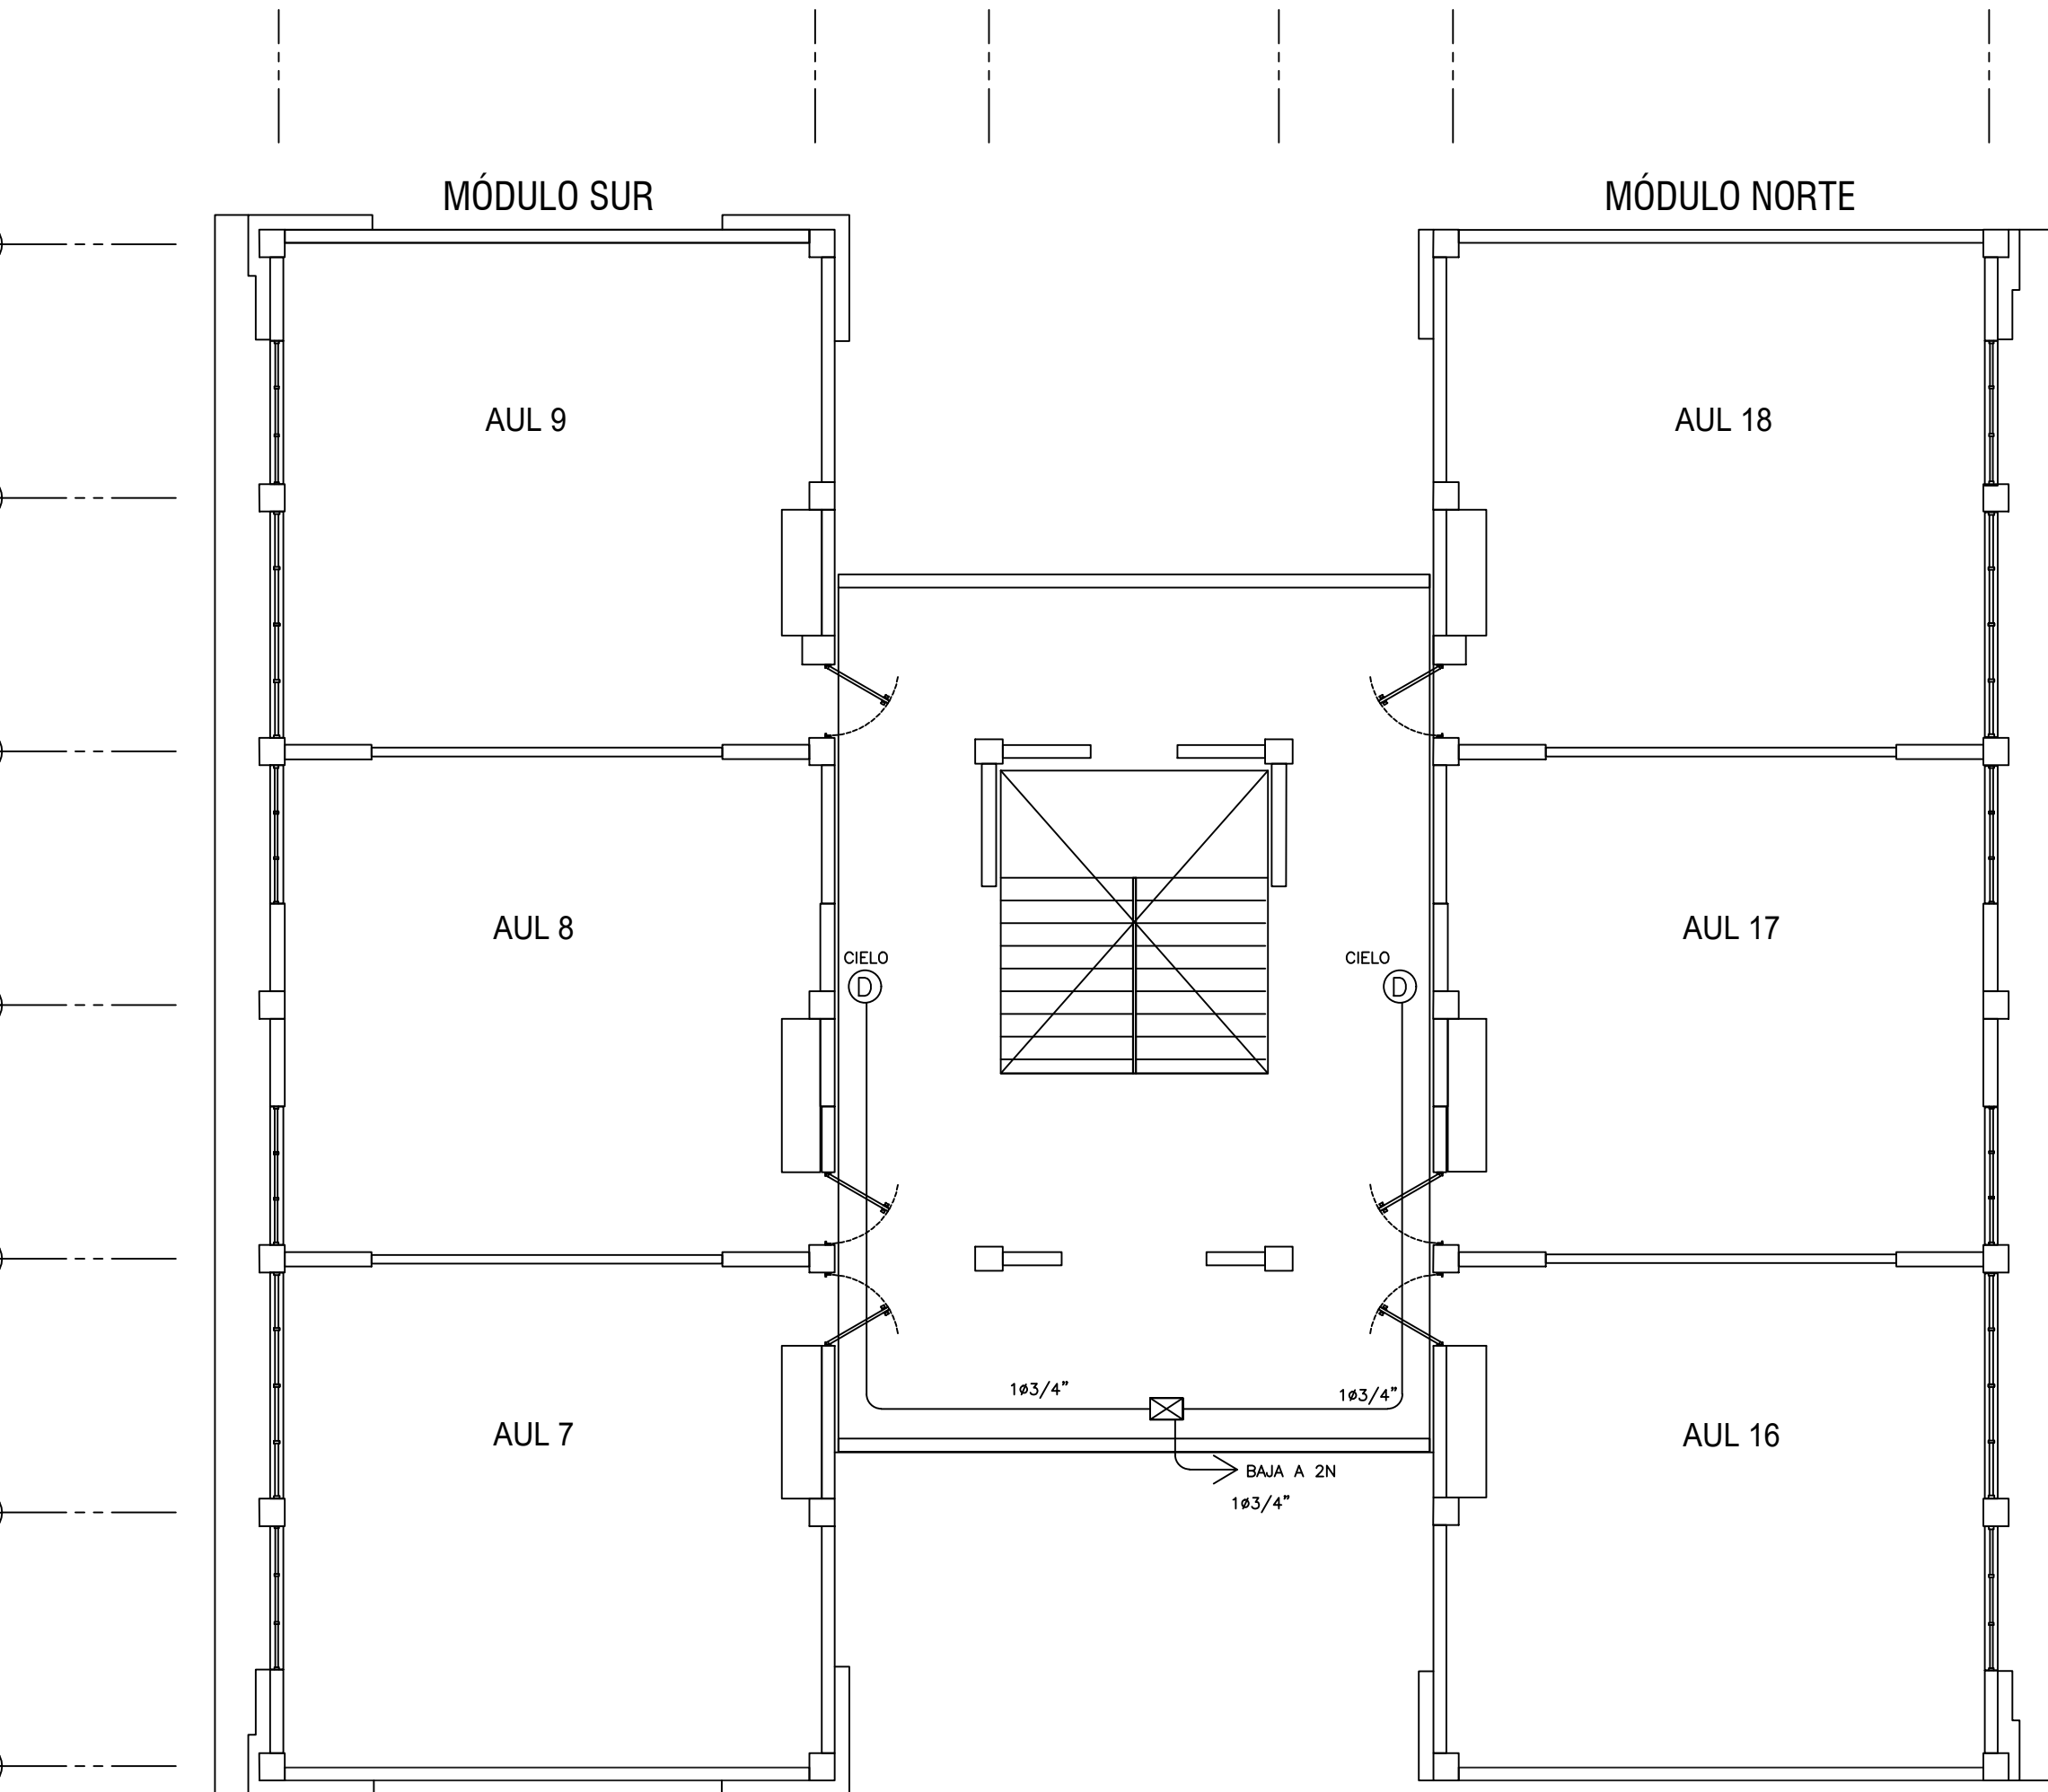 MÓDULO SUR
MÓDULO NORTE
AUL 9
AUL 18
AUL 8
AUL 17
CIELO
CIELO
D
D
1ø3/4"
1ø3/4"
AUL 7
AUL 16
BAJA A 2N
1ø3/4"